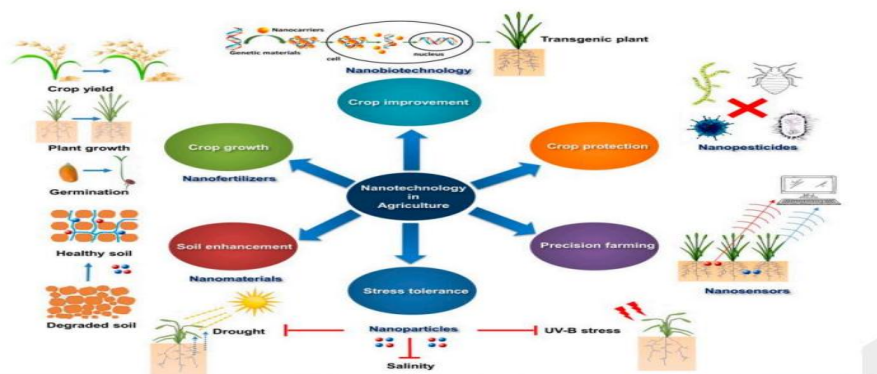 Nanocarriers
Genetic materials
cell
nucleus
Transgenic plant
Nanobiotechnology
Crop improvement
Crop yield
Plant growth
Germination
Crop growth
Nanofertilizers
Crop protection
Nanopesticides
Nanotechnology
in
Agriculture
Healthy soil
Degraded soil
Soil enhancement
Nanomaterials
Precision farming
Nanosensors
Stress tolerance
Nanoparticles
Drought
UV-B stress
Salinity